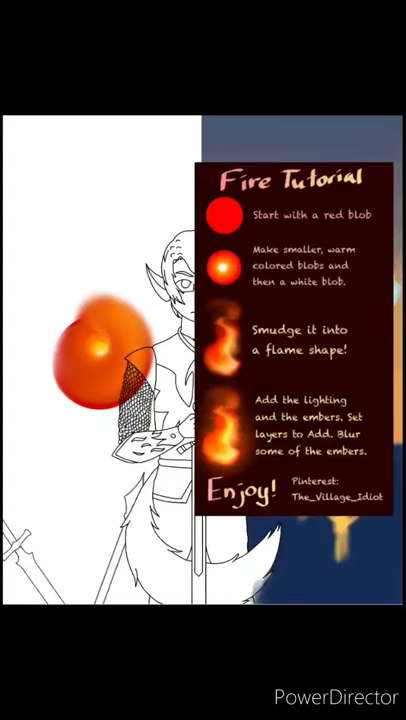 Fire Tutorial
Start with a red blob
Make smaller, warm
colored blobs and
then a white blob.
Smudge it into
a flame shape!
Add the lighting
and the embers. Set
layers to Add. Blur
some of the embers.
Enjoy!
Pinterest:
The_Village_Idiot
PowerDirector